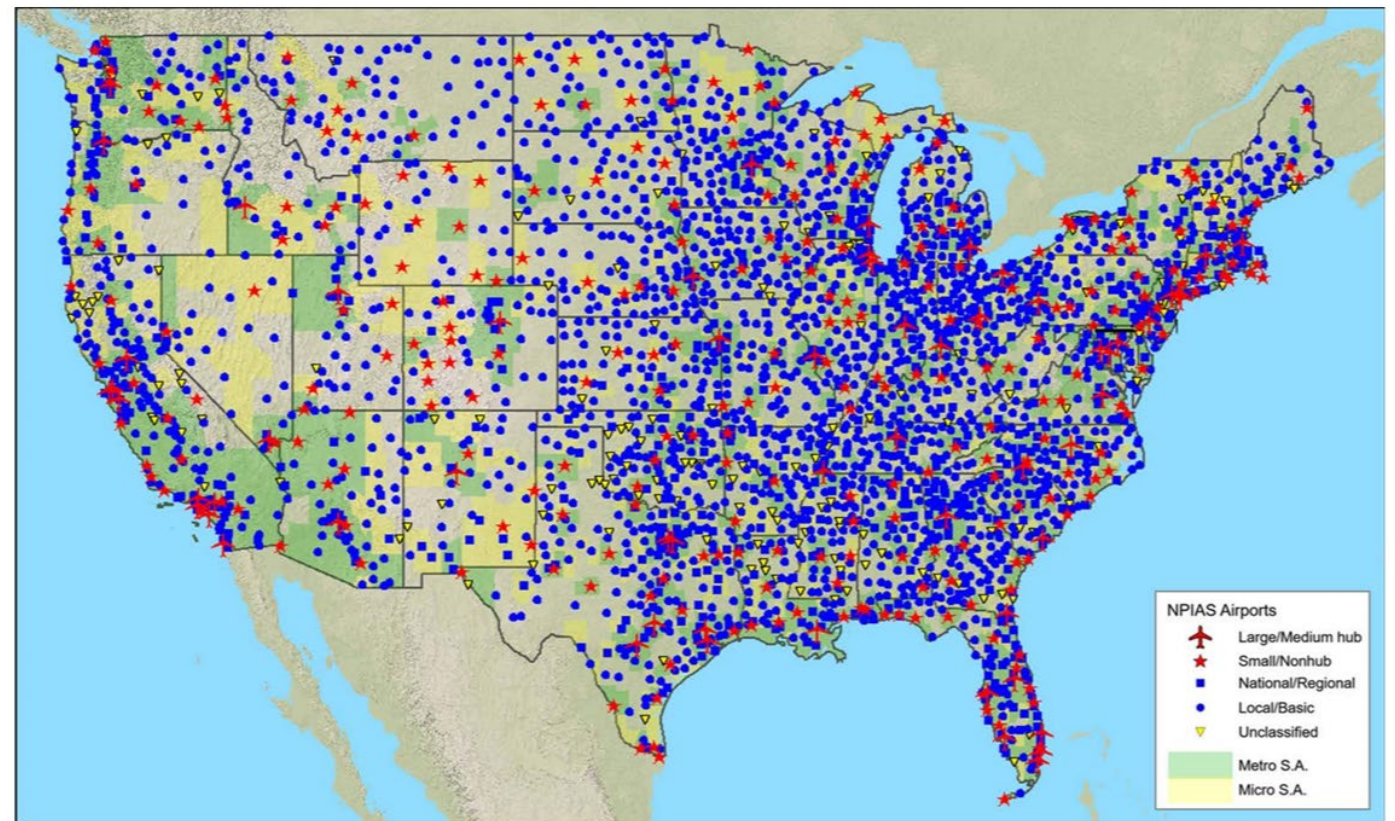 NPIAS Airports
Large/Medium hub
Small/Nonhub
National/Regional
Local/Basic
Unclassified
Metro S.A.
Micro S.A.